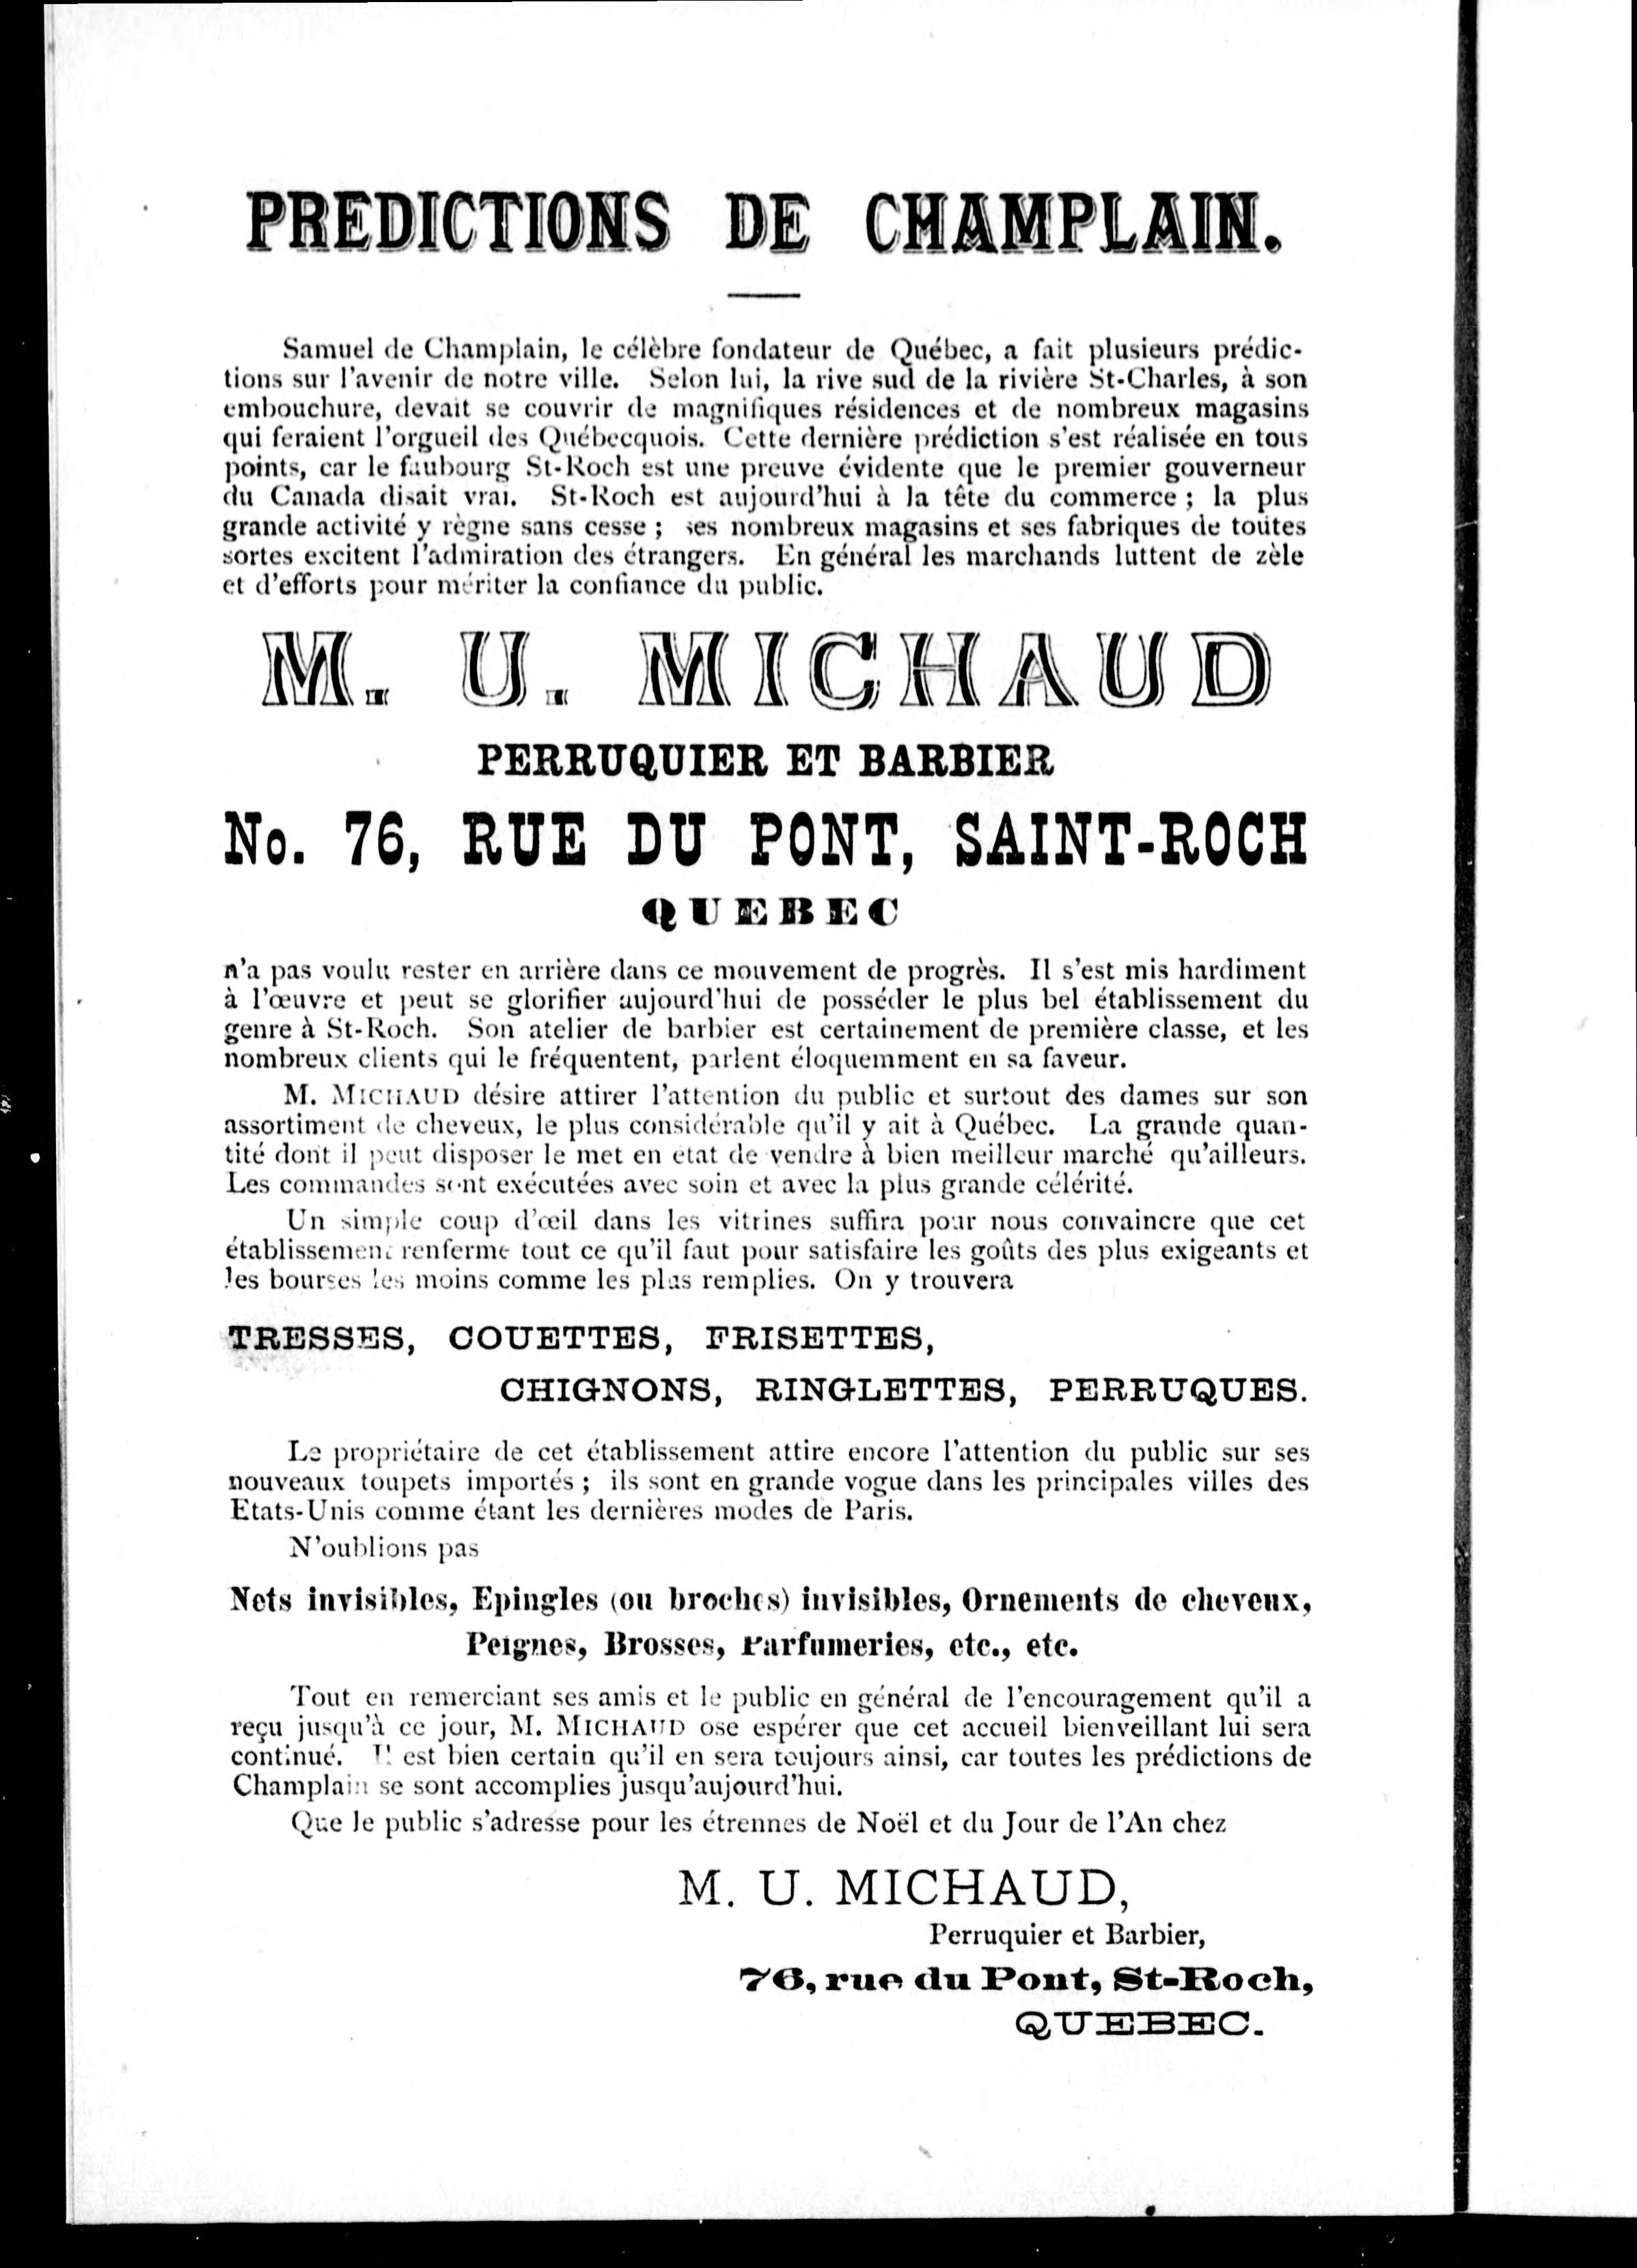 PREDICTIONS DE CHAMPLAIN.
Samuel de Champlain, le célèbre fondateur de Québec, a fait plusieurs prédic-
tions sur l'avenir de notre ville. Selon lui, la rive sud de la rivière St-Charles, à son
embouchure, devait se couvrir de magnifiques résidences et de nombreux magasins
qui feraient l'orgueil des Québecquois. Cette dernière prédiction s'est réalisée en tous
points, car le faubourg St-Roch est une preuve évidente que le premier gouverneur
du Canada disait vrai. St-Roch est aujourd'hui à la tête du commerce ; la plus
grande activité y règne sans cesse ; ses nombreux magasins et ses fabriques de toutes
sortes excitent l'admiration des étrangers. En général les marchands luttent de zèle
et d'efforts pour mériter la confiance du public.
M. U. MICHAUD
PERRUQUIER ET BARBIER
No. 76, RUE DU PONT, SAINT-ROCH
QUEBEC
n'a pas voulu rester en arrière dans ce mouvement de progrès. Il s'est mis hardiment
à l'œuvre et peut se glorifier aujourd'hui de posséder le plus bel établissement du
genre à St-Roch. Son atelier de barbier est certainement de première classe, et les
nombreux clients qui le fréquentent, parlent éloquemment en sa faveur.
M. MICHAUD désire attirer l'attention du public et surtout des dames sur son
assortiment de cheveux, le plus considérable qu'il y ait à Québec. La grande quan-
tité dont il peut disposer le met en etat de vendre à bien meilleur marché qu'ailleurs.
Les commandes sont exécutées avec soin et avec la plus grande célérité.
Un simple coup d'œil dans les vitrines suffira pour nous convaincre que cet
établissement renferme tout ce qu'il faut pour satisfaire les goûts des plus exigeants et
les bourses les moins comme les plus remplies. On y trouvera
TRESSES, COUETTES, FRISETTES,
CHIGNONS, RINGLETTES, PERRUQUES.
Le propriétaire de cet établissement attire encore l'attention du public sur ses
nouveaux toupets importés ; ils sont en grande vogue dans les principales villes des
Etats-Unis comme étant les dernières modes de Paris.
N'oublions pas
Nets invisibles, Epingles (ou broches) invisibles, Ornements de cheveux,
Peignes, Brosses, Parfumeries, etc., etc.
Tout en remerciant ses amis et le public en général de l'encouragement qu'il a
reçu jusqu'à ce jour, M. MICHAUD ose espérer que cet accueil bienveillant lui sera
continué. Il est bien certain qu'il en sera toujours ainsi, car toutes les prédictions de
Champlain se sont accomplies jusqu'aujourd'hui.
Que le public s'adresse pour les étrennes de Noël et du Jour de l'An chez
M. U. MICHAUD,
Perruquier et Barbier,
76, rue du Pont, St-Roch,
QUEBEC.